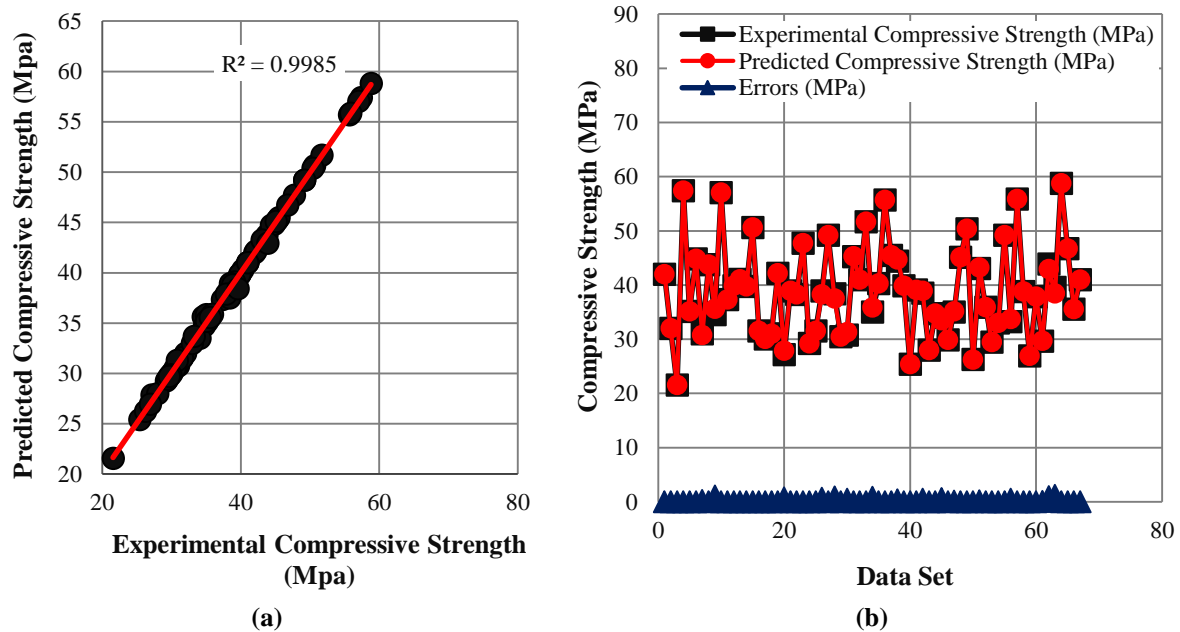 65
60
55
50
45
40
35
30
25
20
R² = 0.9985
20 40 60 80
Predicted Compressive Strength (Mpa)
Experimental Compressive Strength
(Mpa)
(a)
90
80
70
60
50
40
30
20
10
0
Experimental Compressive Strength (MPa)
Predicted Compressive Strength (MPa)
Errors (MPa)
0 20 40 60 80
Compressive Strength (MPa)
Data Set
(b)